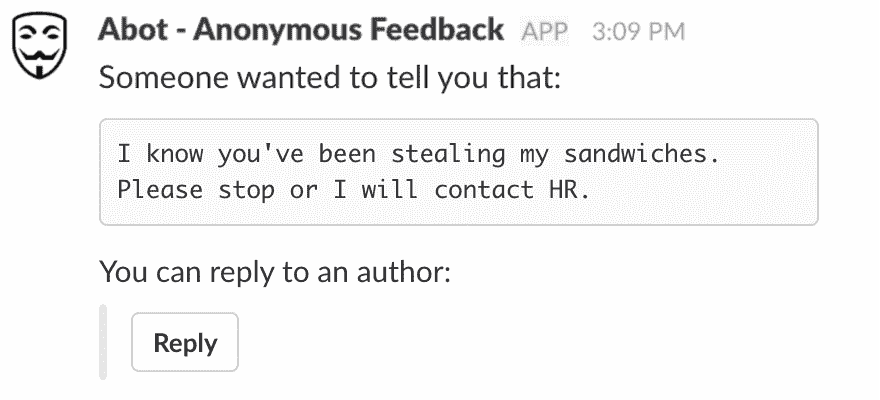 Abot - Anonymous Feedback APP 3:09 PM
Someone wanted to tell you that:
I know you've been stealing my sandwiches.
Please stop or I will contact HR.
You can reply to an author:
Reply